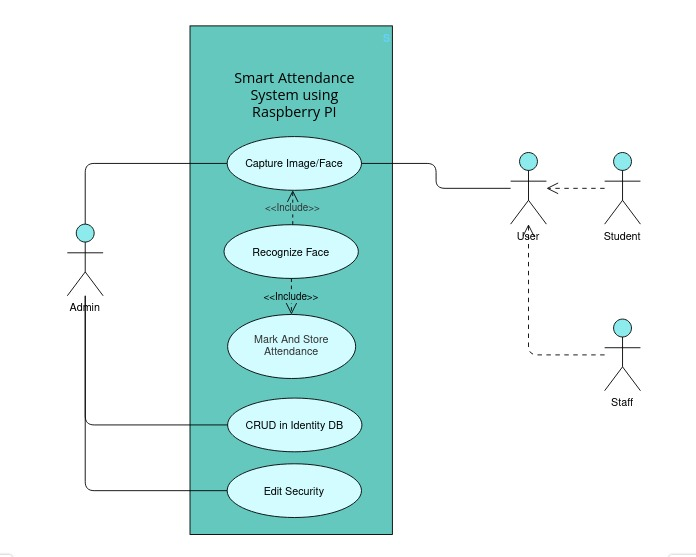 Smart Attendance
System using
Raspberry PI
Capture Image/Face
<<Include>>
Recognize Face
<<Include>>
Mark And Store
Attendance
CRUD in Identity DB
Edit Security
Admin
User
Student
Staff